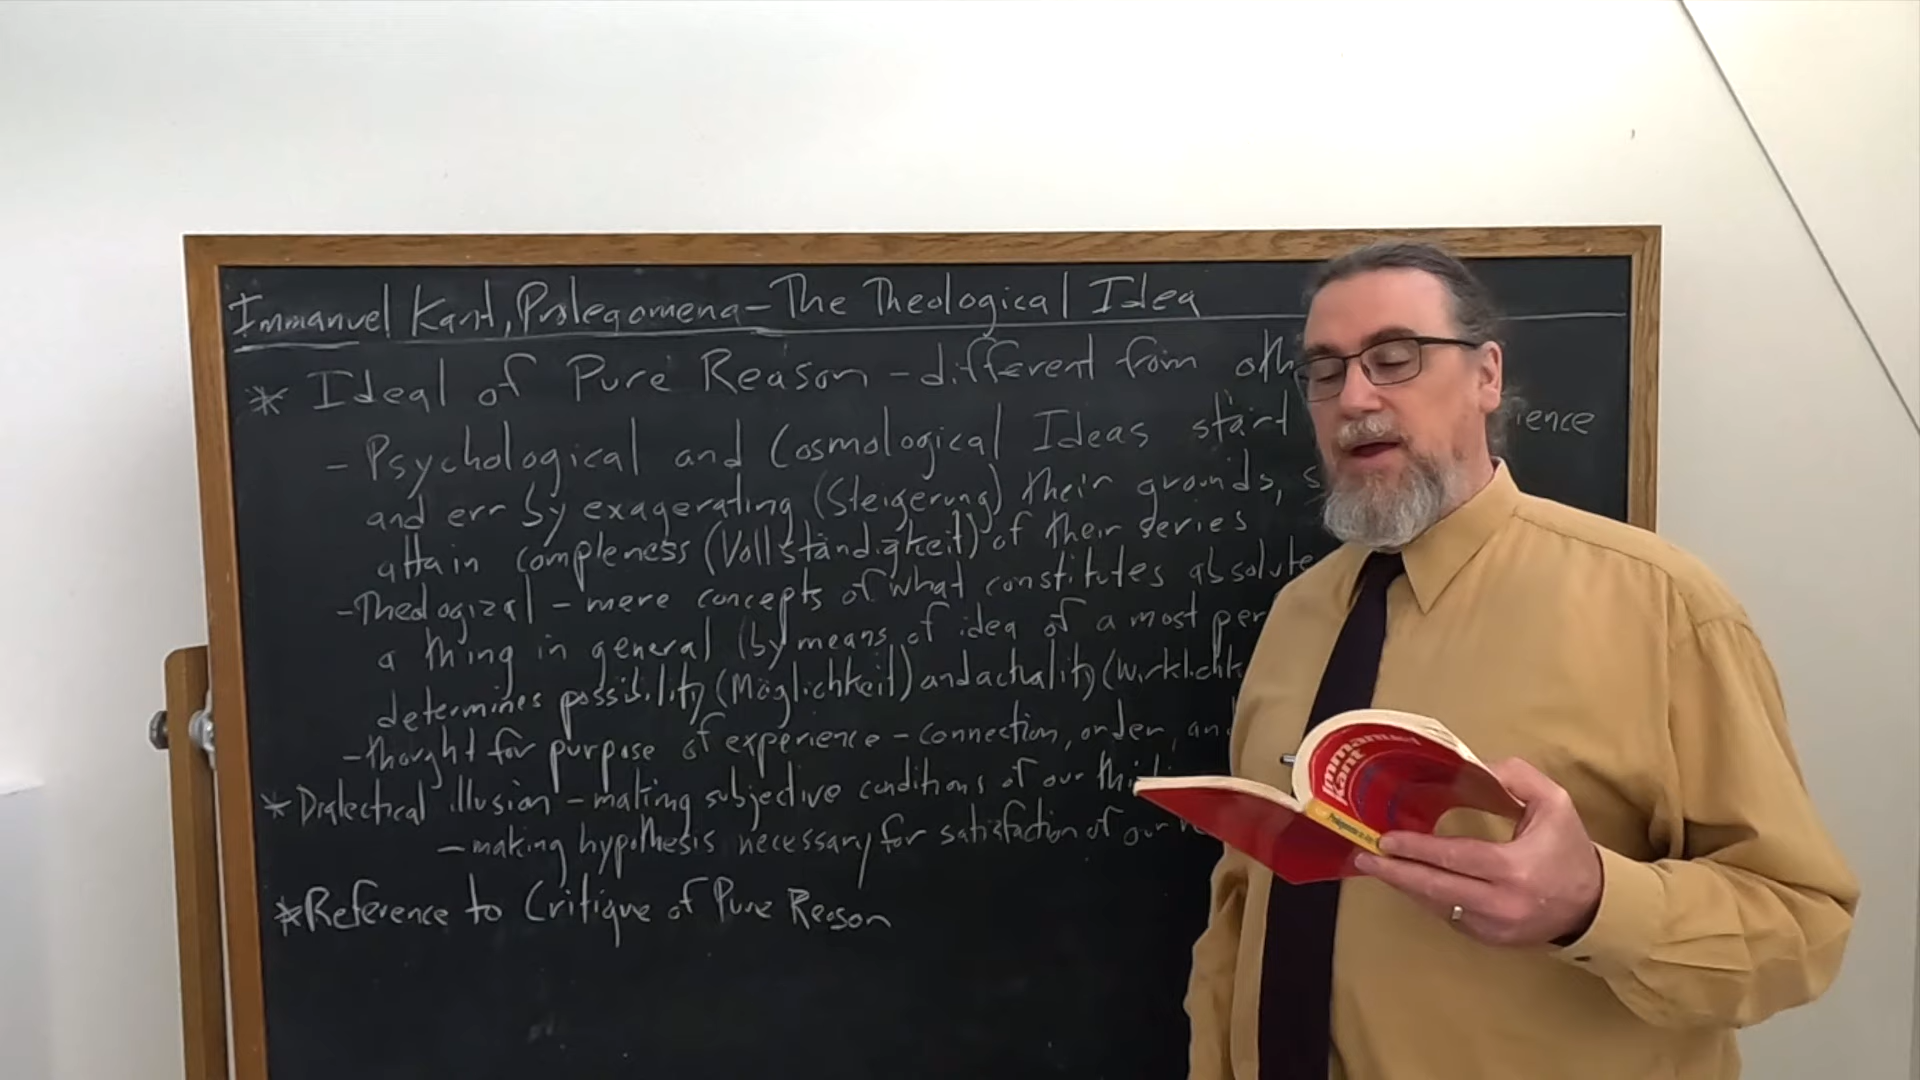 Immanuel Kant, Prolegomena - The Theological Idea
* Ideal of Pure Reason - different from oth
- Psychological and Cosmological Ideas start ience
and err by exagerating (Steigerung) their grounds, s
attain compleness (Vollständigkeit) of their series
- Theological - mere concepts of what constitutes absolute
a thing in general (by means of idea of a most per
determines possibility (Möglichkeit) and actuality (Wirklichk
- thought for purpose of experience - connection, order, an
* Dialectical illusion - making subjective conditions of our thi
- making hypothesis necessary for satisfaction of our
* Reference to Critique of Pure Reason
Immanuel
Kant